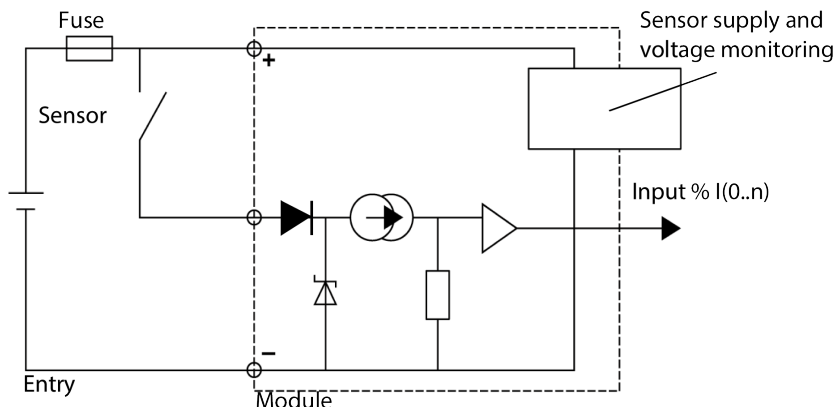 Fuse
Sensor supply and
voltage monitoring
+
Sensor
Input % I(0..n)
−
Entry
Module